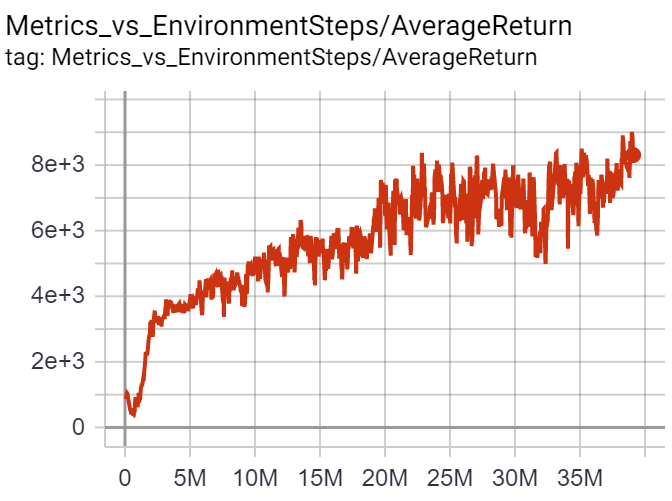 Metrics_vs_EnvironmentSteps/AverageReturn
tag: Metrics_vs_EnvironmentSteps/AverageReturn
8e+3
6e+3
4e+3
2e+3
0
0 5M 10M 15M 20M 25M 30M 35M